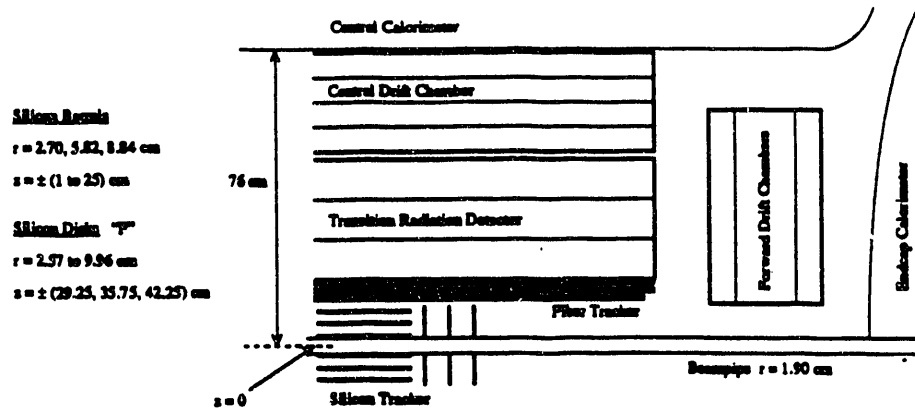 Central Calorimeter
Central Drift Chamber
Silicon Barrels
r = 2.70, 5.82, 8.84 cm
z = ± (1 to 25) cm
76 cm
Silicon Disks "F"
r = 2.57 to 9.96 cm
z = ± (29.25, 35.75, 42.25) cm
Transition Radiation Detector
Forward Drift Chambers
Endcap Calorimeter
Fiber Tracker
Beampipe r = 1.90 cm
z = 0
Silicon Tracker